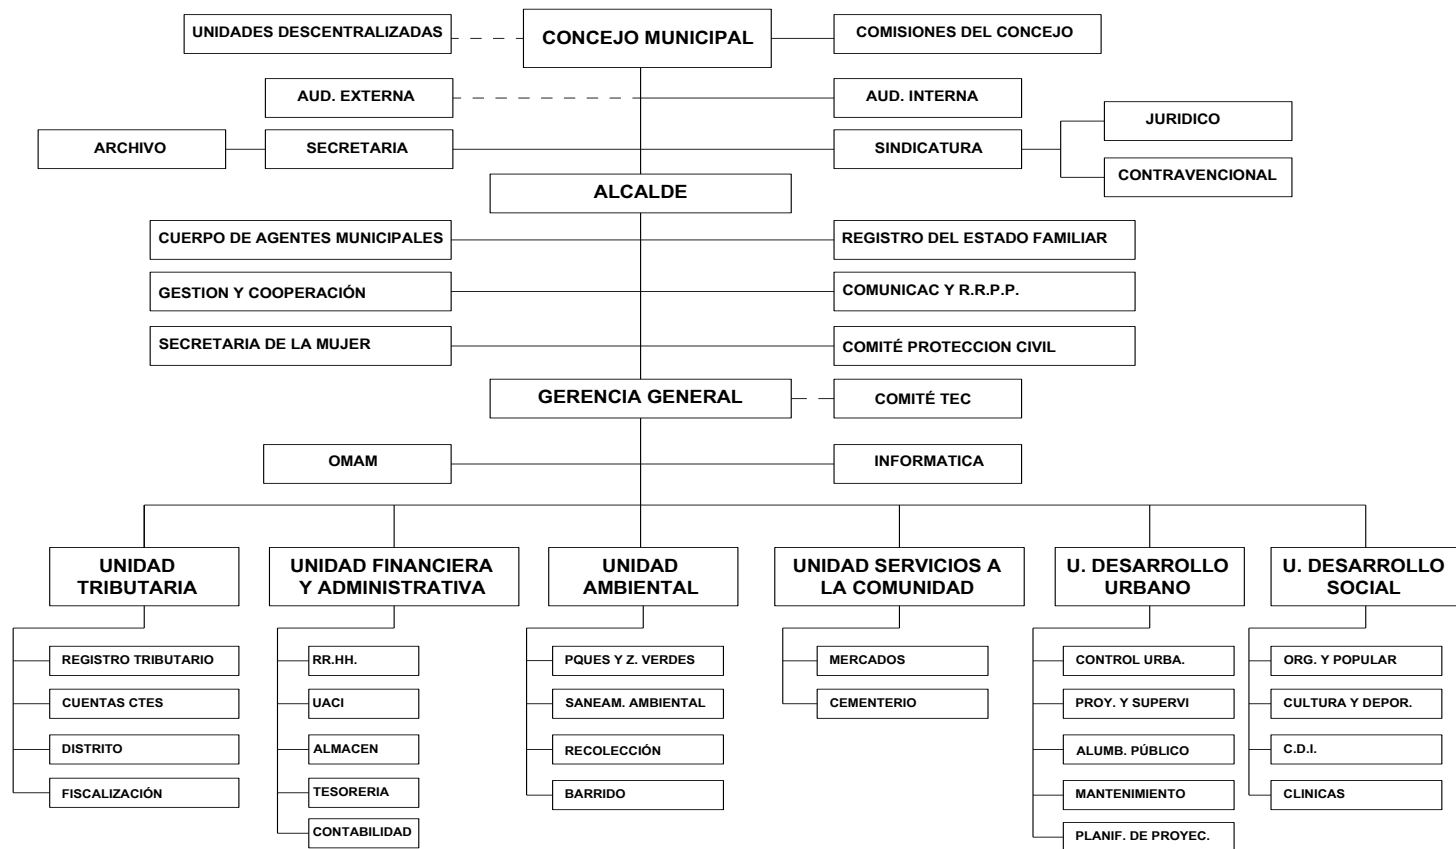 UNIDADES DESCENTRALIZADAS
CONCEJO MUNICIPAL
COMISIONES DEL CONCEJO
AUD. EXTERNA
AUD. INTERNA
JURIDICO
ARCHIVO
SECRETARIA
SINDICATURA
CONTRAVENCIONAL
ALCALDE
CUERPO DE AGENTES MUNICIPALES
REGISTRO DEL ESTADO FAMILIAR
GESTION Y COOPERACIÓN
COMUNICAC Y R.R.P.P.
SECRETARIA DE LA MUJER
COMITÉ PROTECCION CIVIL
GERENCIA GENERAL
COMITÉ TEC
OMAM
INFORMATICA
UNIDAD
TRIBUTARIA
REGISTRO TRIBUTARIO
CUENTAS CTES
DISTRITO
FISCALIZACIÓN
UNIDAD FINANCIERA
Y ADMINISTRATIVA
RR.HH.
UACI
ALMACEN
TESORERIA
CONTABILIDAD
UNIDAD
AMBIENTAL
PQUES Y Z. VERDES
SANEAM. AMBIENTAL
RECOLECCIÓN
BARRIDO
UNIDAD SERVICIOS A
LA COMUNIDAD
MERCADOS
CEMENTERIO
U. DESARROLLO
URBANO
CONTROL URBA.
PROY. Y SUPERVI
ALUMB. PÚBLICO
MANTENIMIENTO
PLANIF. DE PROYEC.
U. DESARROLLO
SOCIAL
ORG. Y POPULAR
CULTURA Y DEPOR.
C.D.I.
CLINICAS